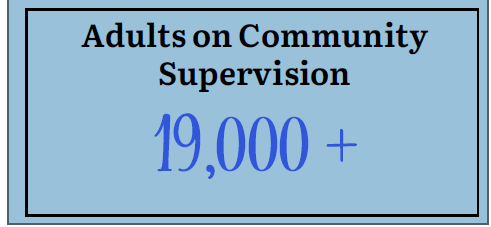 Adults on Community
Supervision
19,000 +